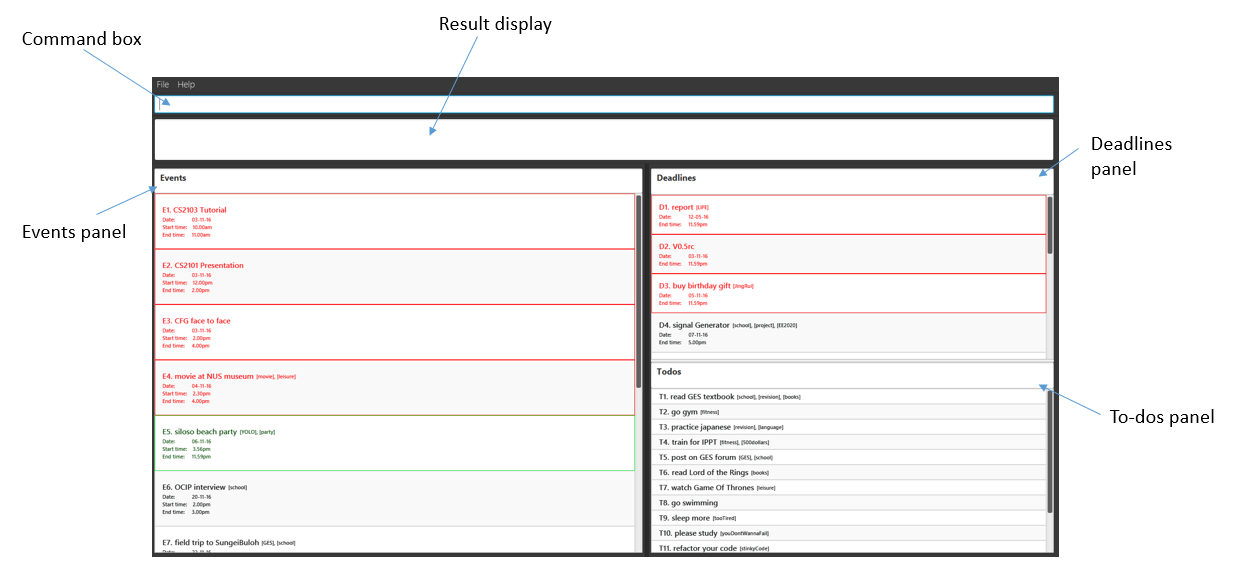 Result display
Command box
File Help
Deadlines
panel
Events panel
To-dos panel
Events
E1. CS2103 Tutorial
Date: 03-11-16
Start time: 10.00am
End time: 11.00am
E2. CS2101 Presentation
Date: 03-11-16
Start time: 12.00pm
End time: 2.00pm
E3. CFG face to face
Date: 03-11-16
Start time: 2.00pm
End time: 4.00pm
E4. movie at NUS museum [movie], [leisure]
Date: 04-11-16
Start time: 2.30pm
End time: 4.00pm
E5. siloso beach party [YOLO], [party]
Date: 06-11-16
Start time: 3.56pm
End time: 11.59pm
E6. OCIP interview [school]
Date: 20-11-16
Start time: 2.00pm
End time: 3.00pm
E7. field trip to SungeiBuloh [GES], [school]
Date: 22-11-16
Deadlines
D1. report [LIFE]
Date: 12-05-16
End time: 11.59pm
D2. V0.5rc
Date: 03-11-16
End time: 11.59pm
D3. buy birthday gift [JingRui]
Date: 05-11-16
End time: 11.59pm
D4. signal Generator [school], [project], [EE2020]
Date: 07-11-16
End time: 5.00pm
Todos
T1. read GES textbook [school], [revision], [books]
T2. go gym [fitness]
T3. practice japanese [revision], [language]
T4. train for IPPT [fitness], [500dollars]
T5. post on GES forum [GES], [school]
T6. read Lord of the Rings [books]
T7. watch Game Of Thrones [leisure]
T8. go swimming
T9. sleep more [tooTired]
T10. please study [youDontWannaFail]
T11. refactor your code [stinkyCode]